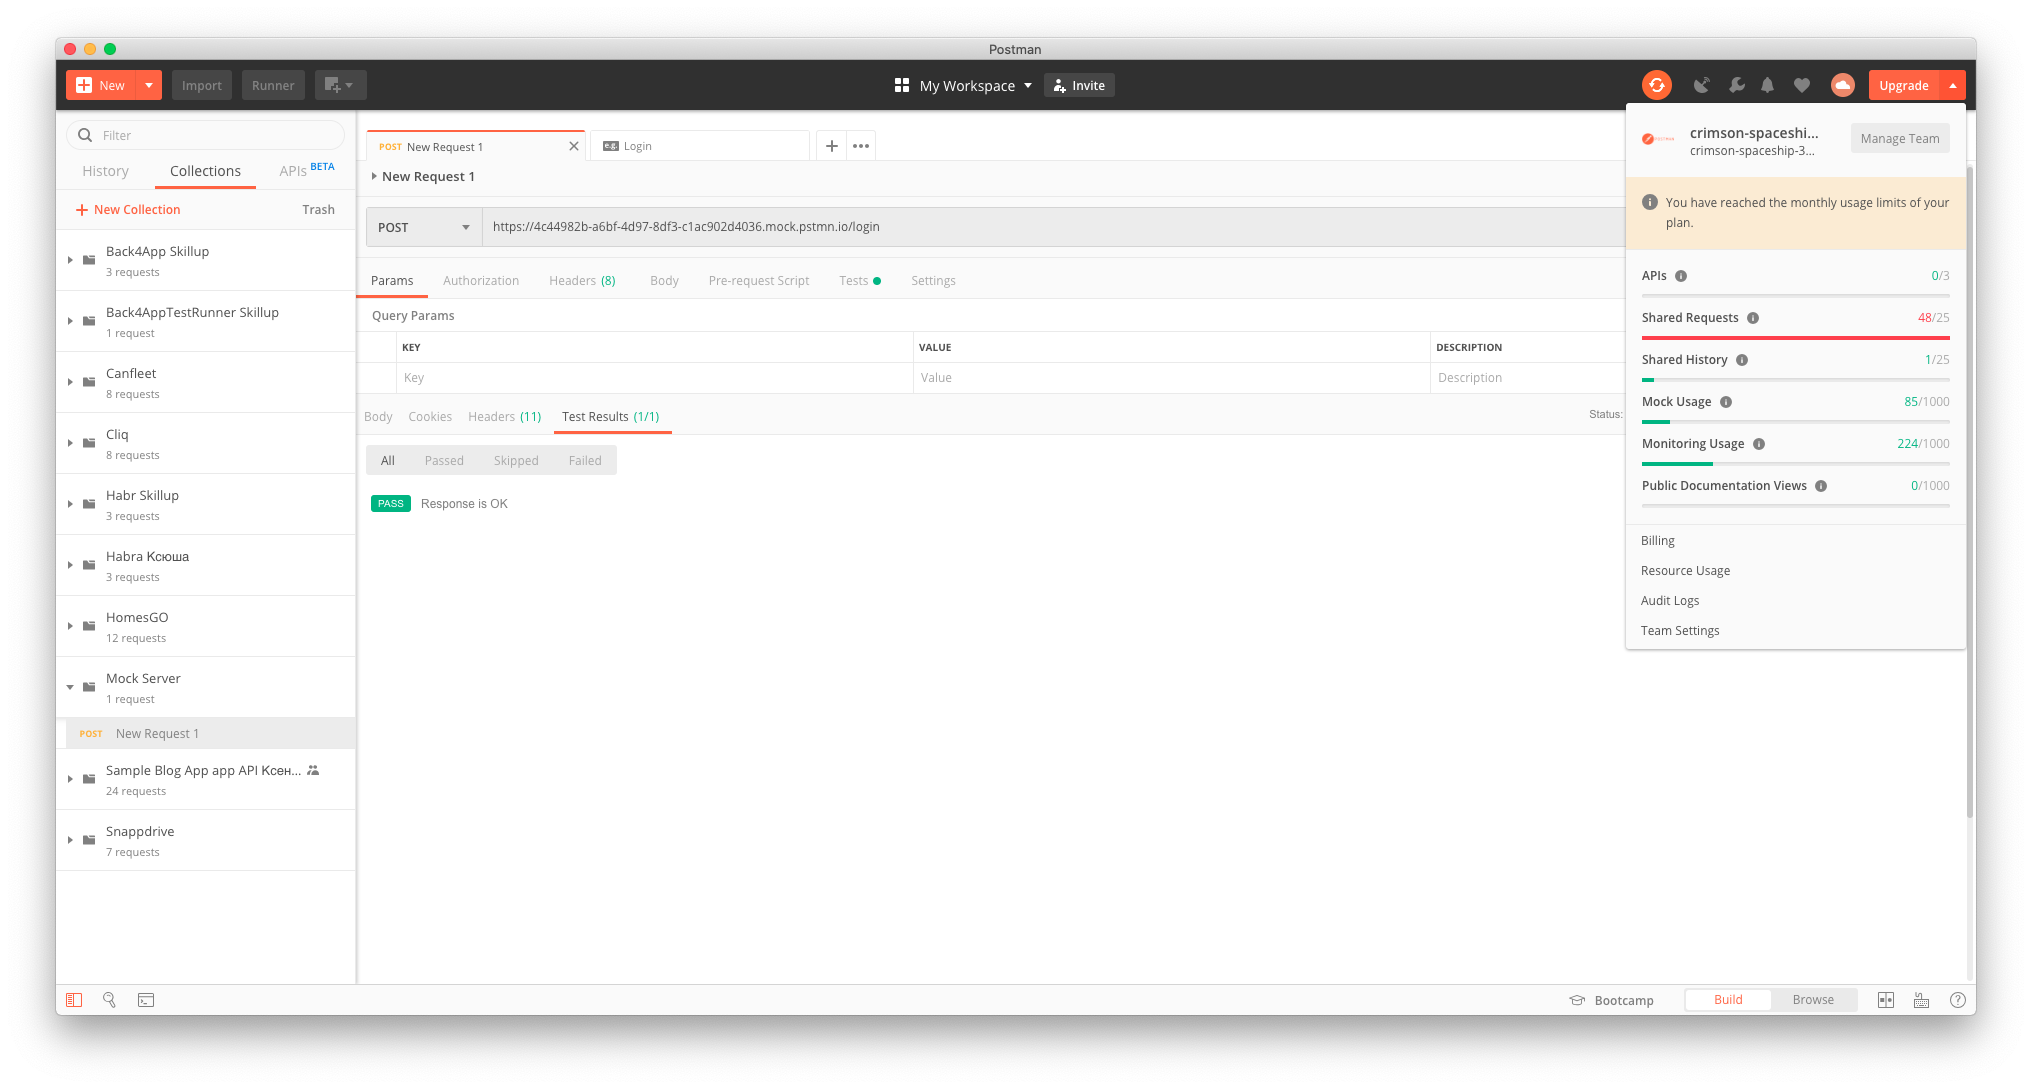 Postman
New
Import
Runner
My Workspace
Invite
Upgrade
Filter
History
Collections
APIs BETA
New Collection
Trash
Back4App Skillup
3 requests
Back4AppTestRunner Skillup
1 request
Canfleet
8 requests
Cliq
8 requests
Habr Skillup
3 requests
Habra Ксюша
3 requests
HomesGO
12 requests
Mock Server
1 request
POST New Request 1
Sample Blog App app API Ксен...
24 requests
Snappdrive
7 requests
POST New Request 1
e.g. Login
New Request 1
POST
https://4c44982b-a6bf-4d97-8df3-c1ac902d4036.mock.pstmn.io/login
Params Authorization Headers (8) Body Pre-request Script Tests Settings
Query Params
KEY VALUE DESCRIPTION
Key Value Description
Body Cookies Headers (11) Test Results (1/1)
Status:
All Passed Skipped Failed
PASS Response is OK
crimson-spaceshi...
crimson-spaceship-3...
Manage Team
You have reached the monthly usage limits of your
plan.
APIs 0/3
Shared Requests 48/25
Shared History 1/25
Mock Usage 85/1000
Monitoring Usage 224/1000
Public Documentation Views 0/1000
Billing
Resource Usage
Audit Logs
Team Settings
Bootcamp
Build
Browse